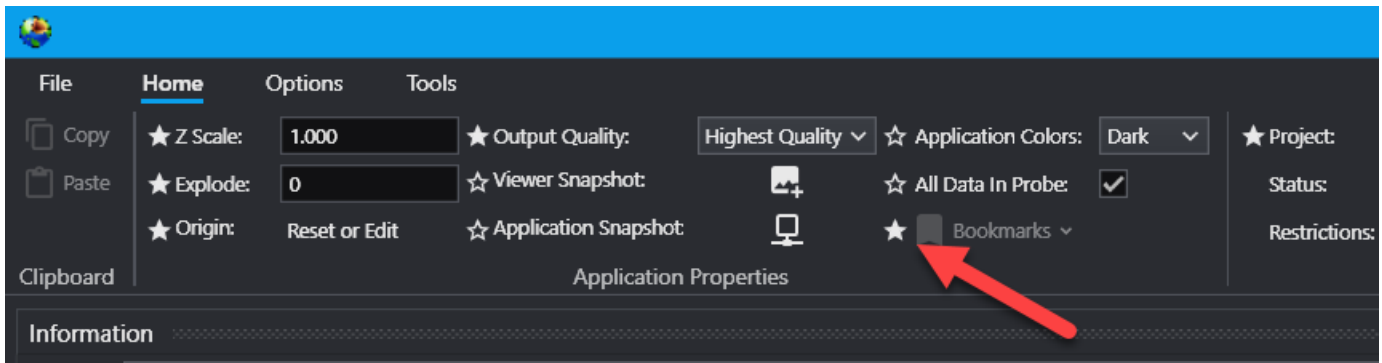 File Home Options Tools
Copy Z Scale: 1.000 Output Quality: Highest Quality Application Colors: Dark Project:
Paste Explode: 0 Viewer Snapshot: All Data In Probe: Status:
Origin: Reset or Edit Application Snapshot: Bookmarks Restrictions:
Clipboard Application Properties
Information